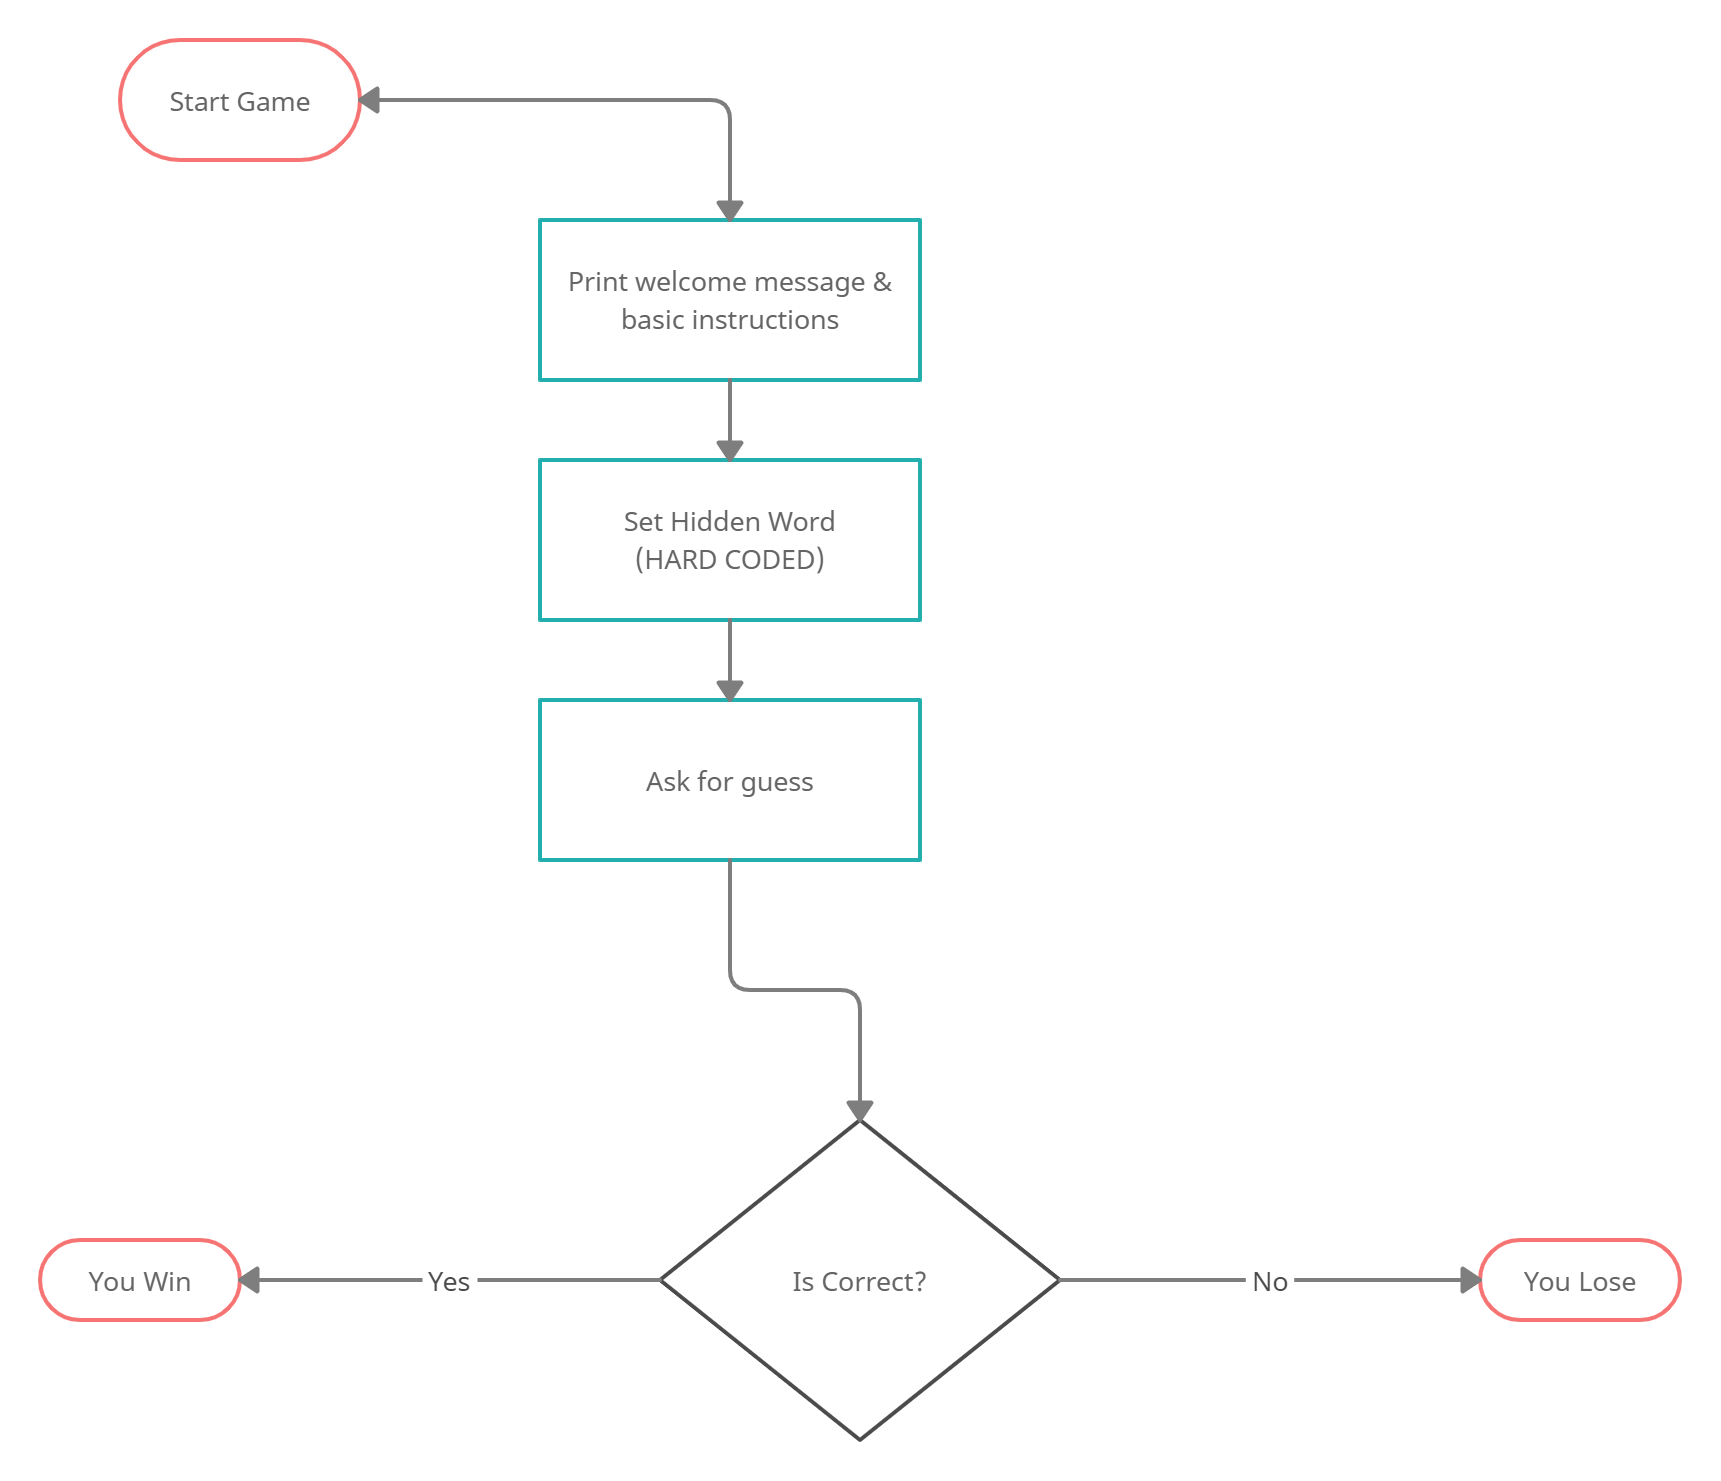 Start Game
Print welcome message &
basic instructions
Set Hidden Word
(HARD CODED)
Ask for guess
Is Correct?
Yes
No
You Win
You Lose